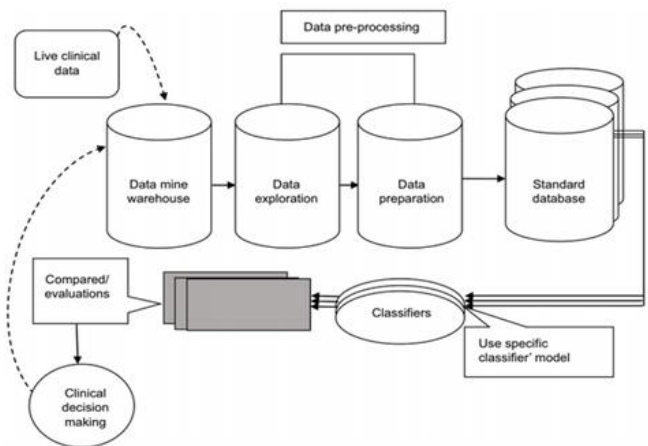 Data pre-processing
Live clinical
data
Data mine
warehouse
Data
exploration
Data
preparation
Standard
database
Compared/
evaluations
Classifiers
Use specific
classifier' model
Clinical
decision
making